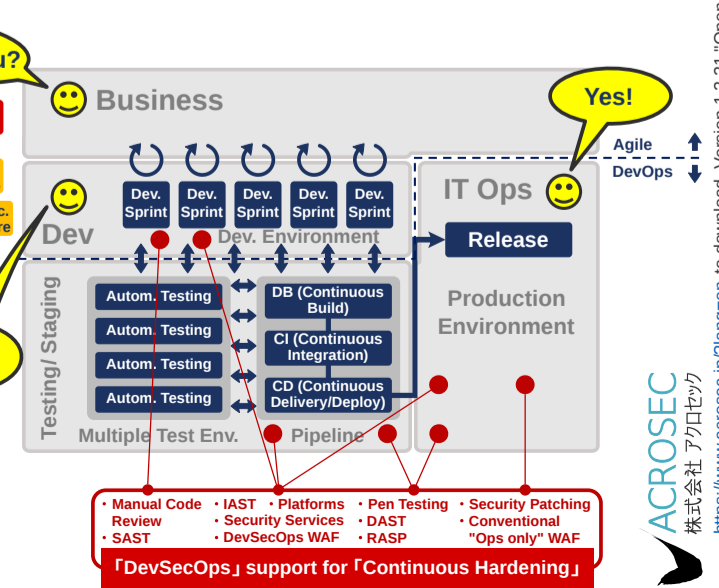 u?
Business
Yes!
Agile
DevOps
Dev.
Sprint
Dev.
Sprint
Dev.
Sprint
Dev.
Sprint
Dev.
Sprint
IT Ops
c.
re
Dev
Dev. Environment
Release
Testing/ Staging
Autom. Testing
Autom. Testing
Autom. Testing
Autom. Testing
Multiple Test Env.
DB (Continuous
Build)
CI (Continuous
Integration)
CD (Continuous
Delivery/Deploy)
Pipeline
Production
Environment
・Manual Code
Review
・SAST
・IAST ・Platforms
・Security Services
・DevSecOps WAF
・Pen Testing
・DAST
・RASP
・Security Patching
・Conventional
"Ops only" WAF
「DevSecOps」 support for 「Continuous Hardening」
ACROSEC
株式会社 アクロセック